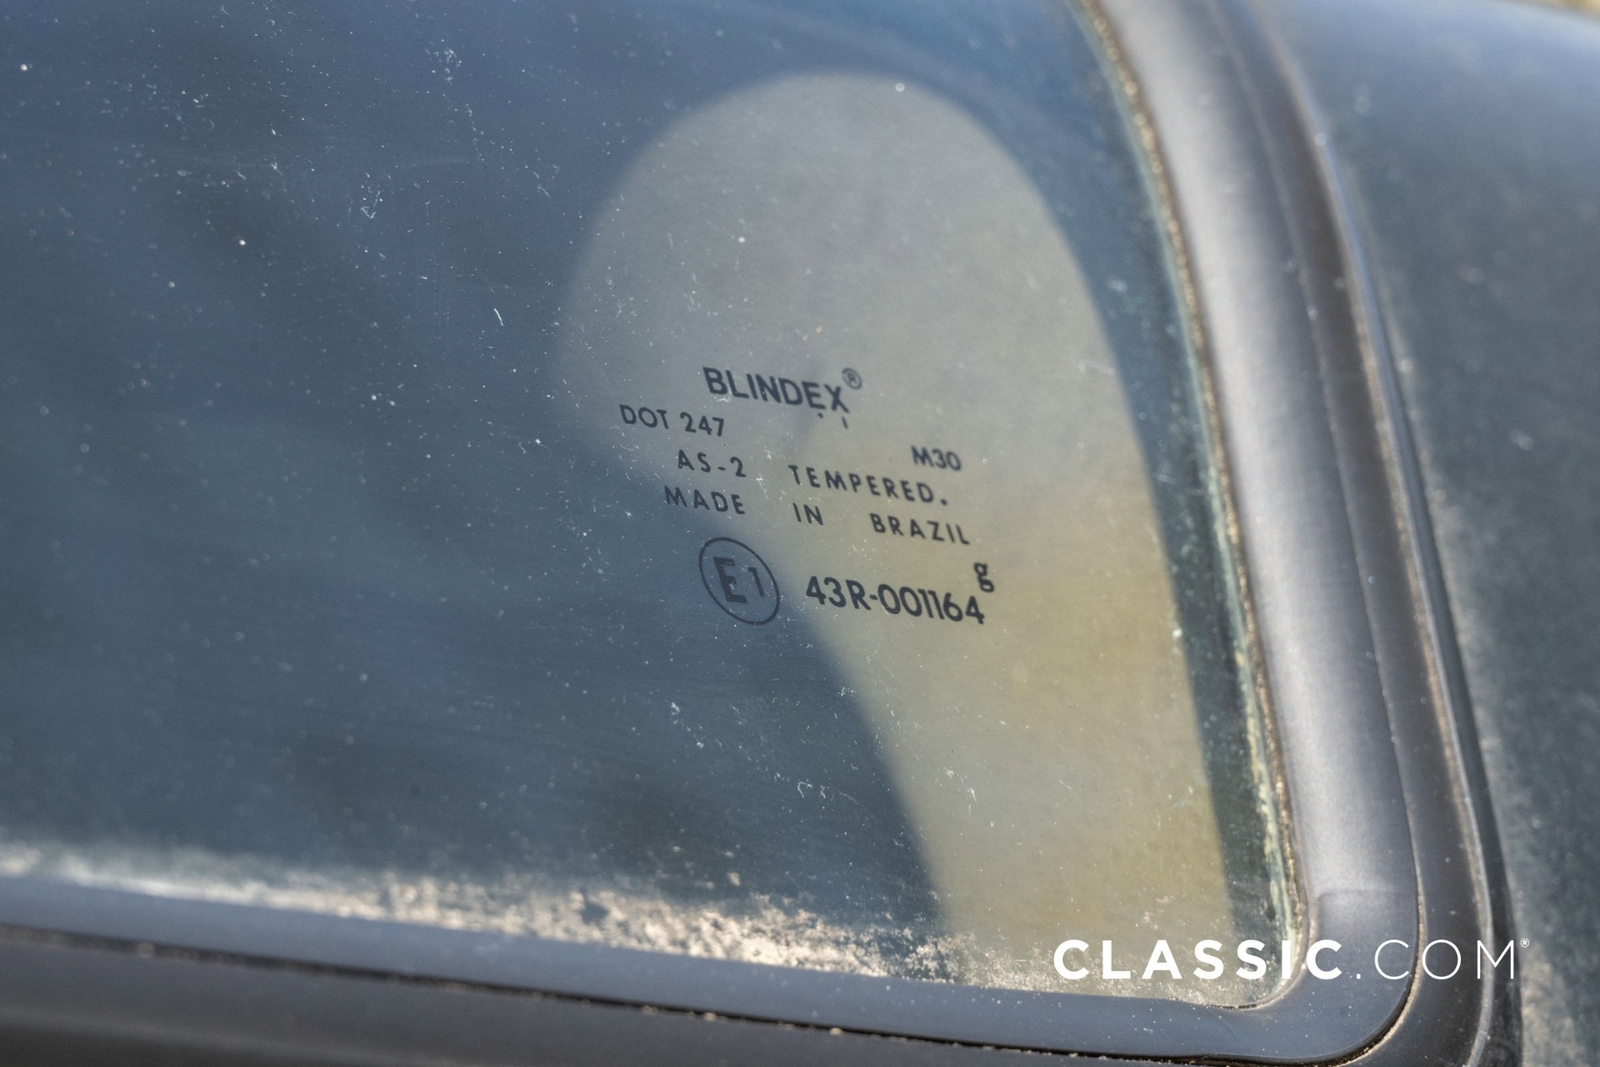 BLINDEX®
DOT 247 M30
AS-2 TEMPERED.
MADE IN BRAZIL
E1 43R-001164 g
CLASSIC.COM®